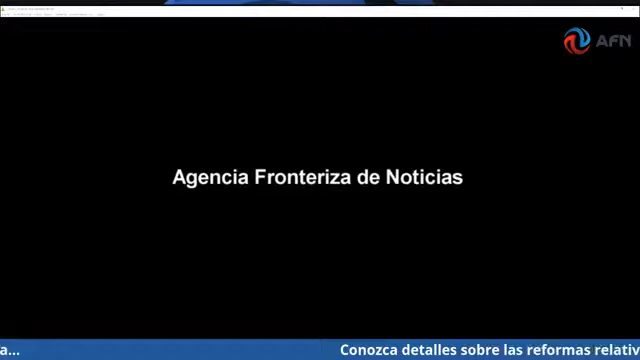 AFN
Agencia Fronteriza de Noticias
a...
Conozca detalles sobre las reformas relativ